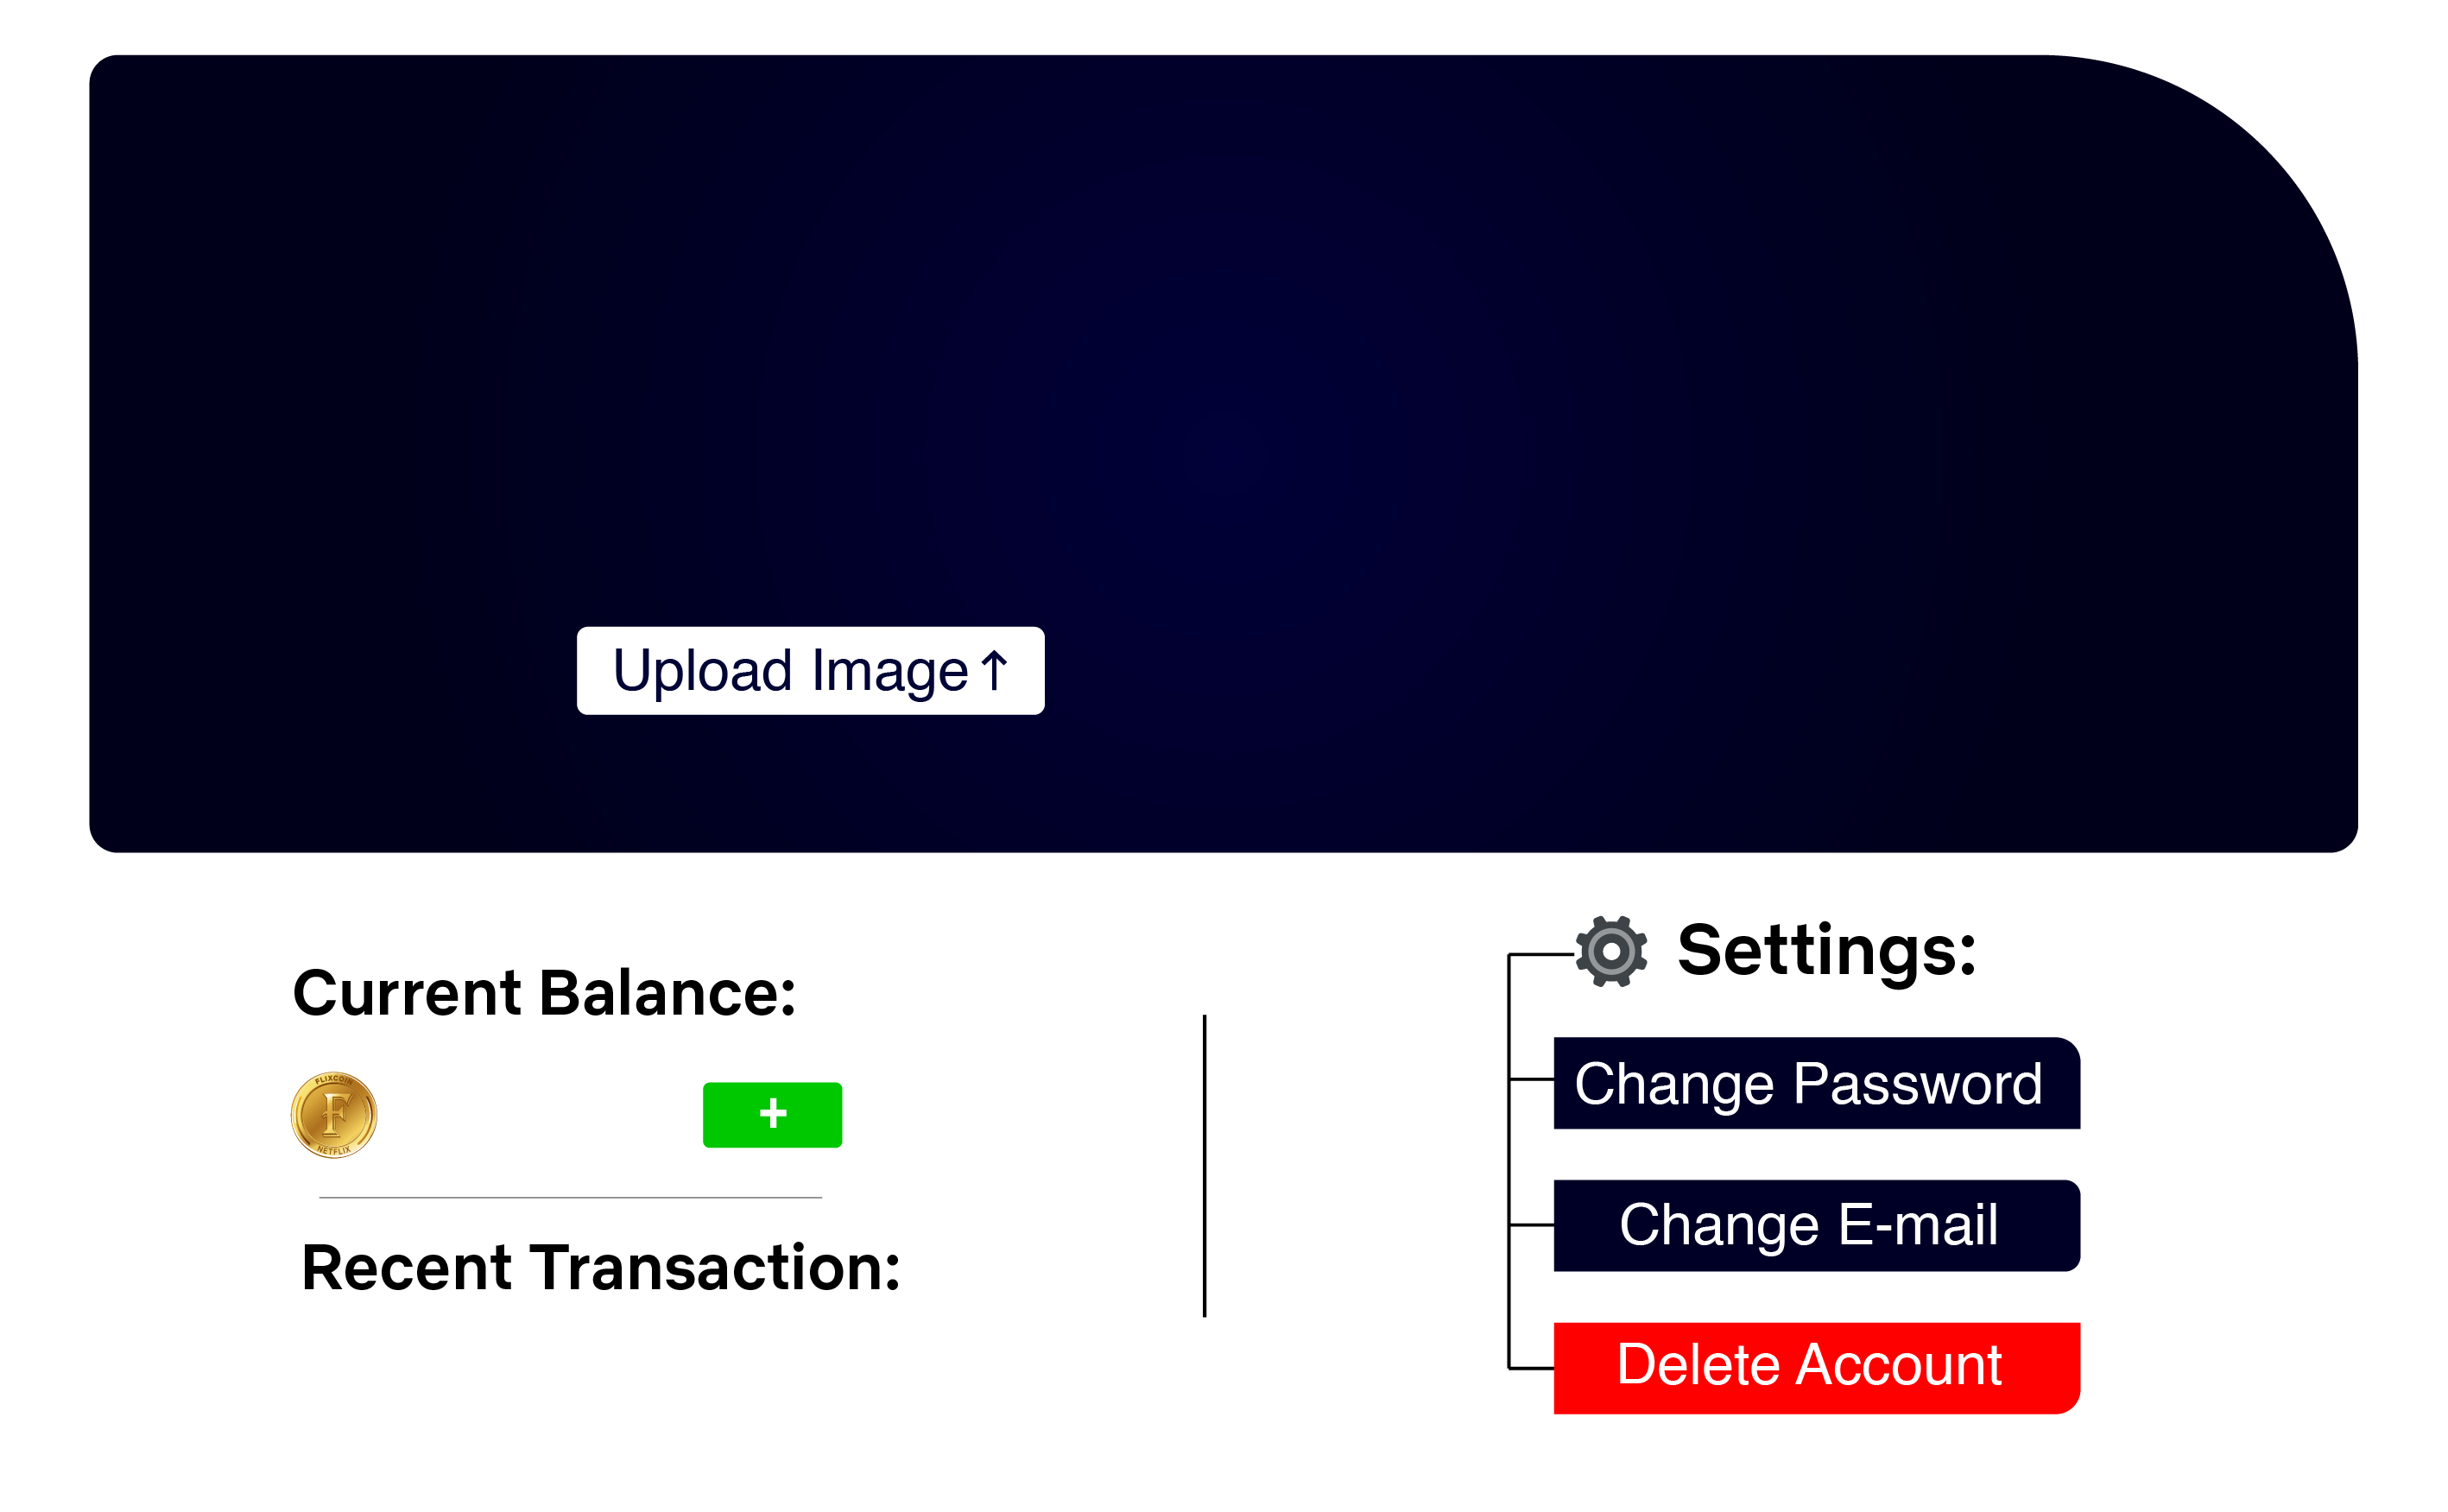 Upload Image↑
Current Balance:
FLIXCOIN
F
NETFLIX
+
Recent Transaction:
Settings:
Change Password
Change E-mail
Delete Account